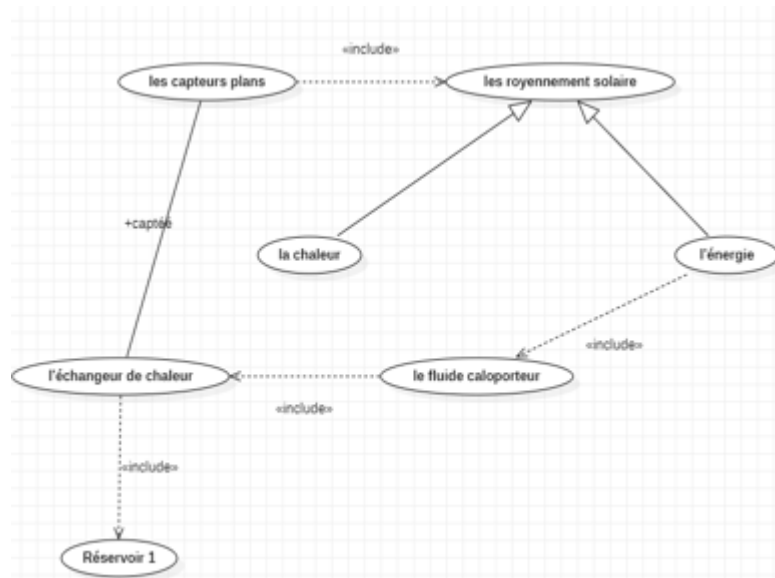 «include»
les capteurs plans
les royennement solaire
+captéé
la chaleur
l'énergie
«include»
l'échangeur de chaleur
le fluide caloporteur
«include»
«include»
Réservoir 1